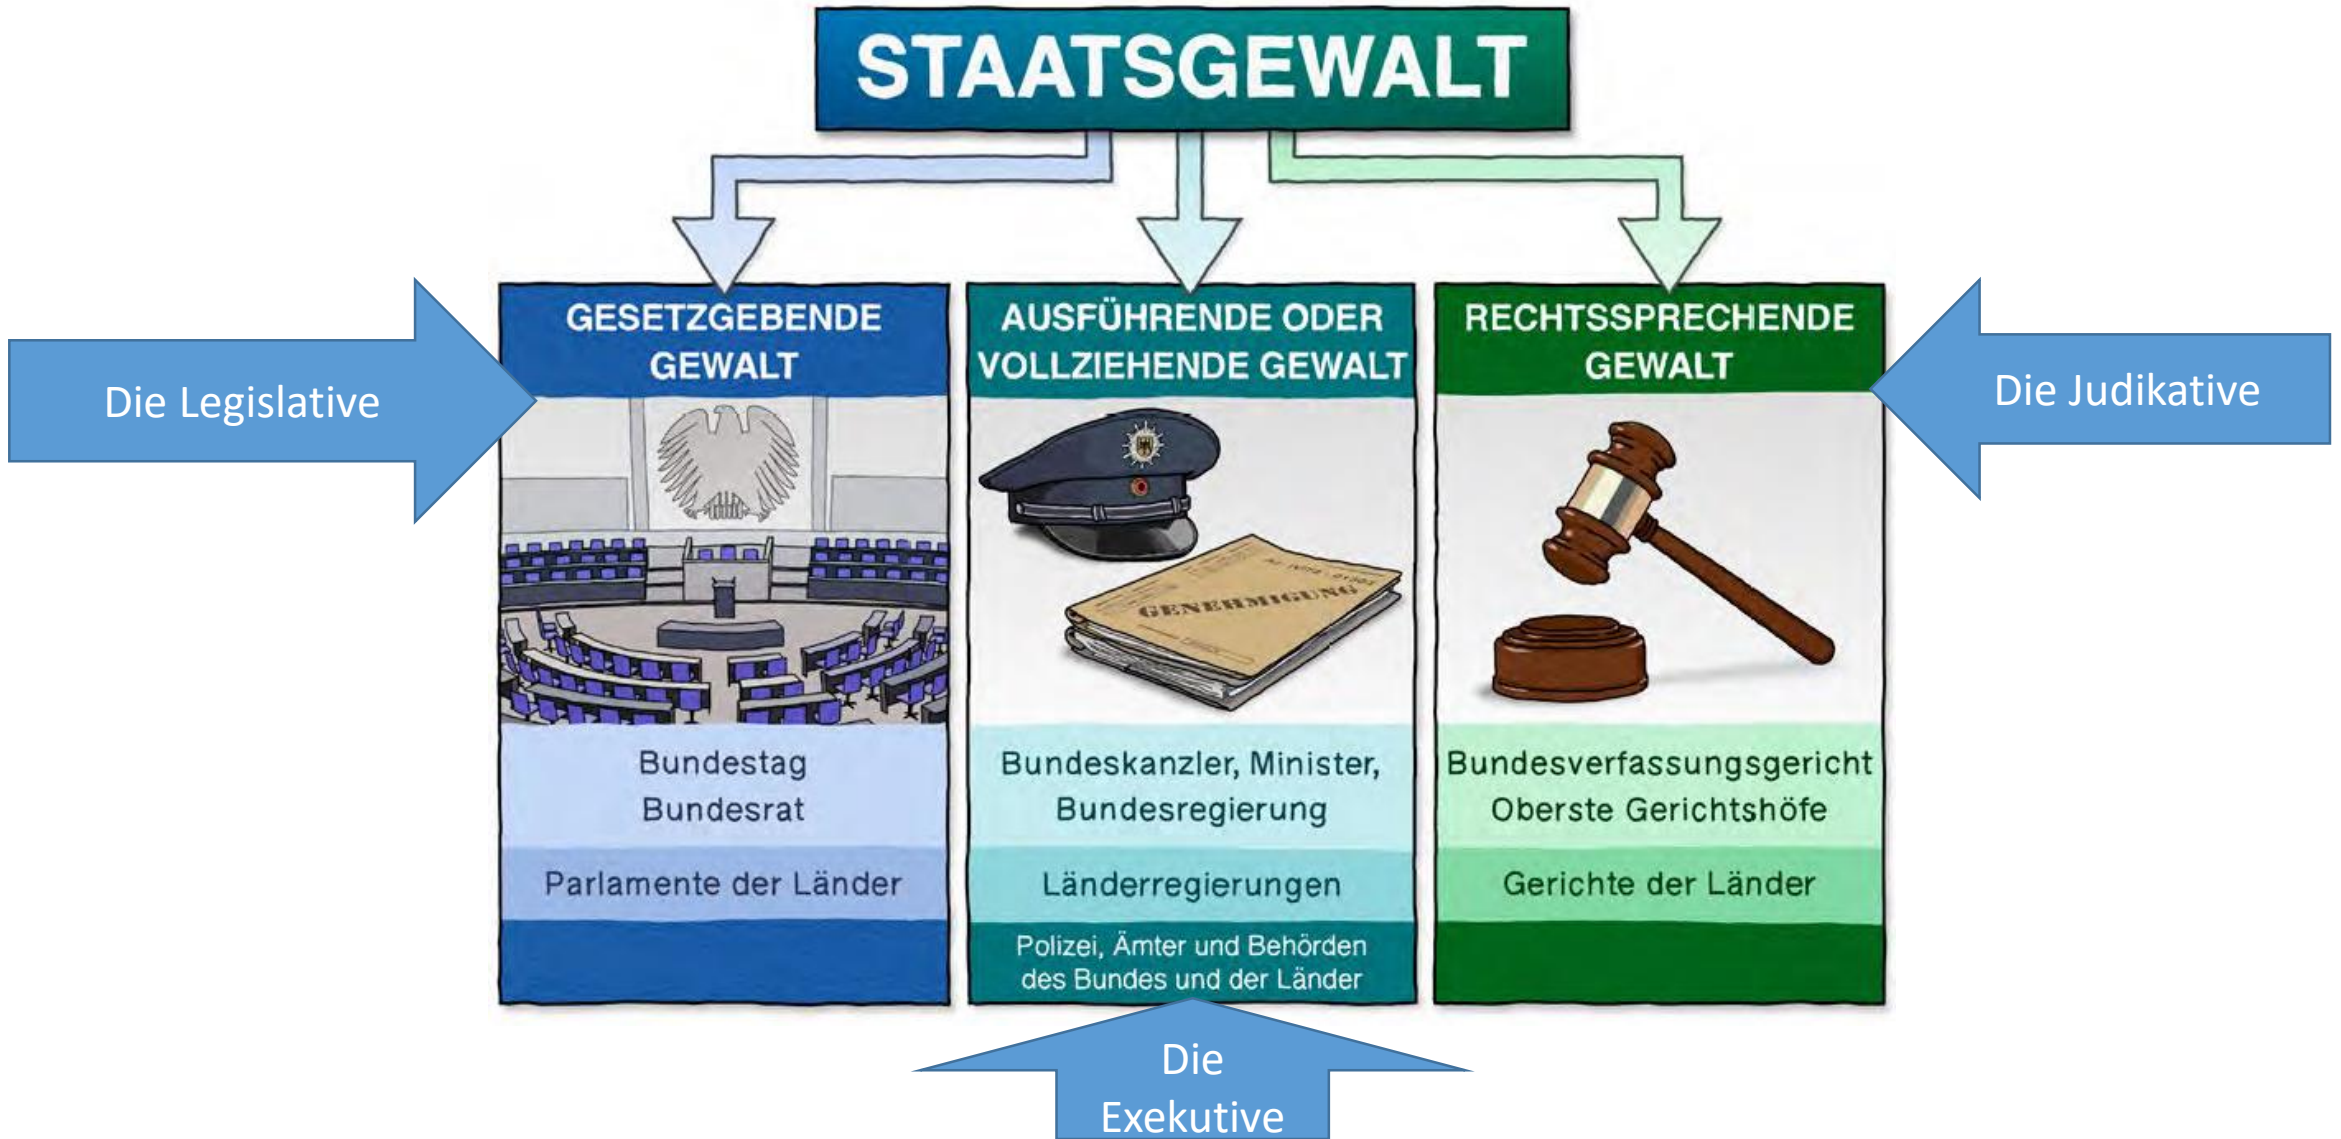 STAATSGEWALT
GESETZGEBENDE
GEWALT
AUSFÜHRENDE ODER
VOLLZIEHENDE GEWALT
RECHTSSPRECHENDE
GEWALT
Die Legislative
Die Judikative
GENEHMIGUNG
Bundestag
Bundesrat
Parlamente der Länder
Bundeskanzler, Minister,
Bundesregierung
Länderregierungen
Polizei, Ämter und Behörden
des Bundes und der Länder
Bundesverfassungsgericht
Oberste Gerichtshöfe
Gerichte der Länder
Die
Exekutive